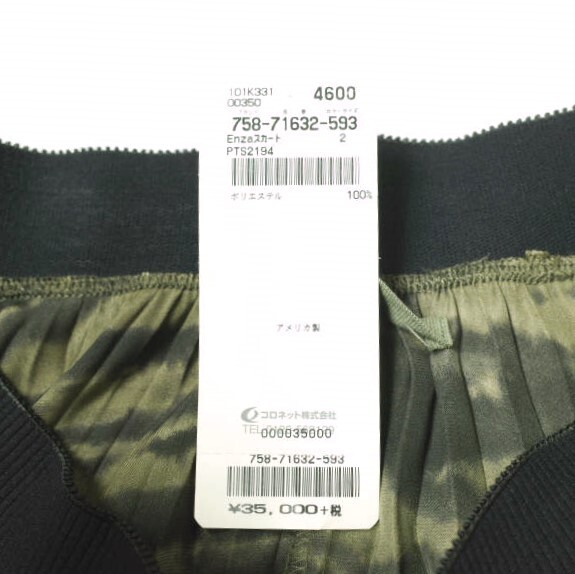 101K331
00350
4600
758-71632-593
Enzaスカート 2
PTS2194
ポリエステル 100%
アメリカ製
コロネット株式会社
TEL
000035000
758-71632-593
¥35,000+税